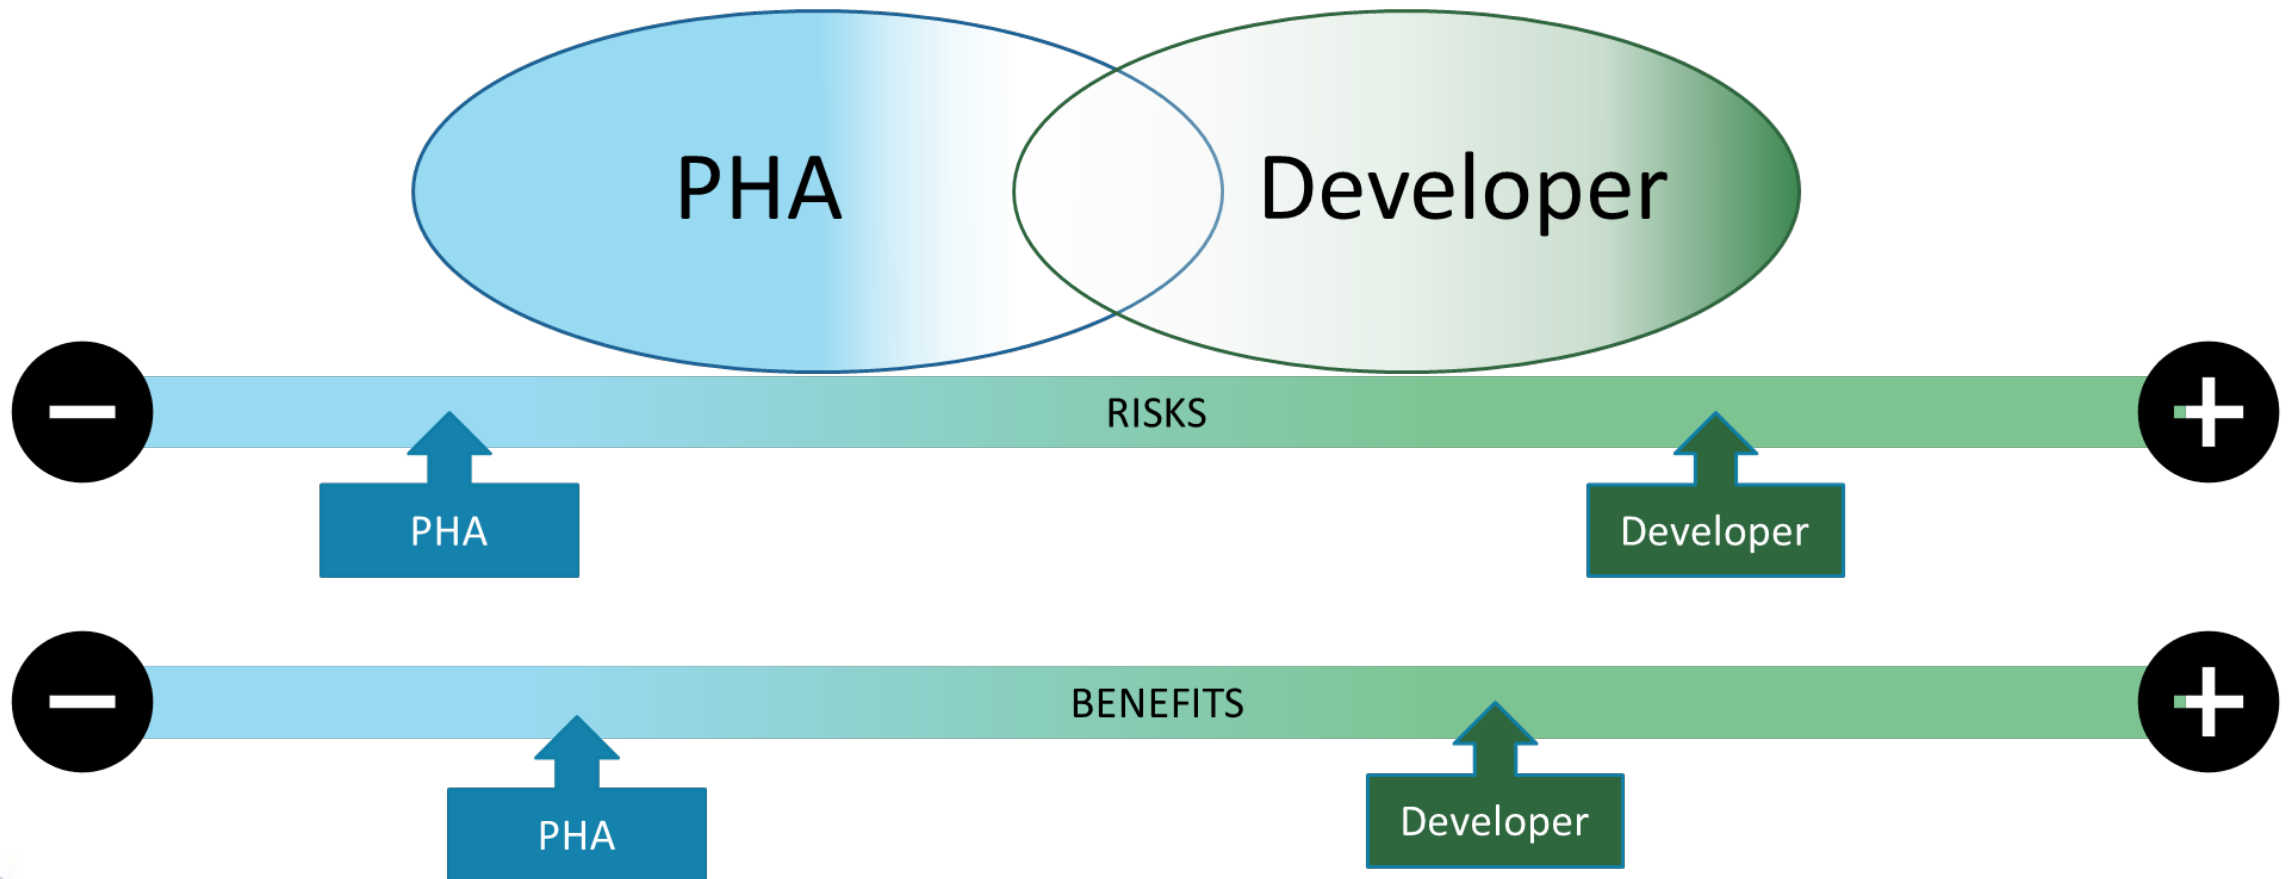 PHA
Developer
RISKS
PHA
Developer
BENEFITS
PHA
Developer